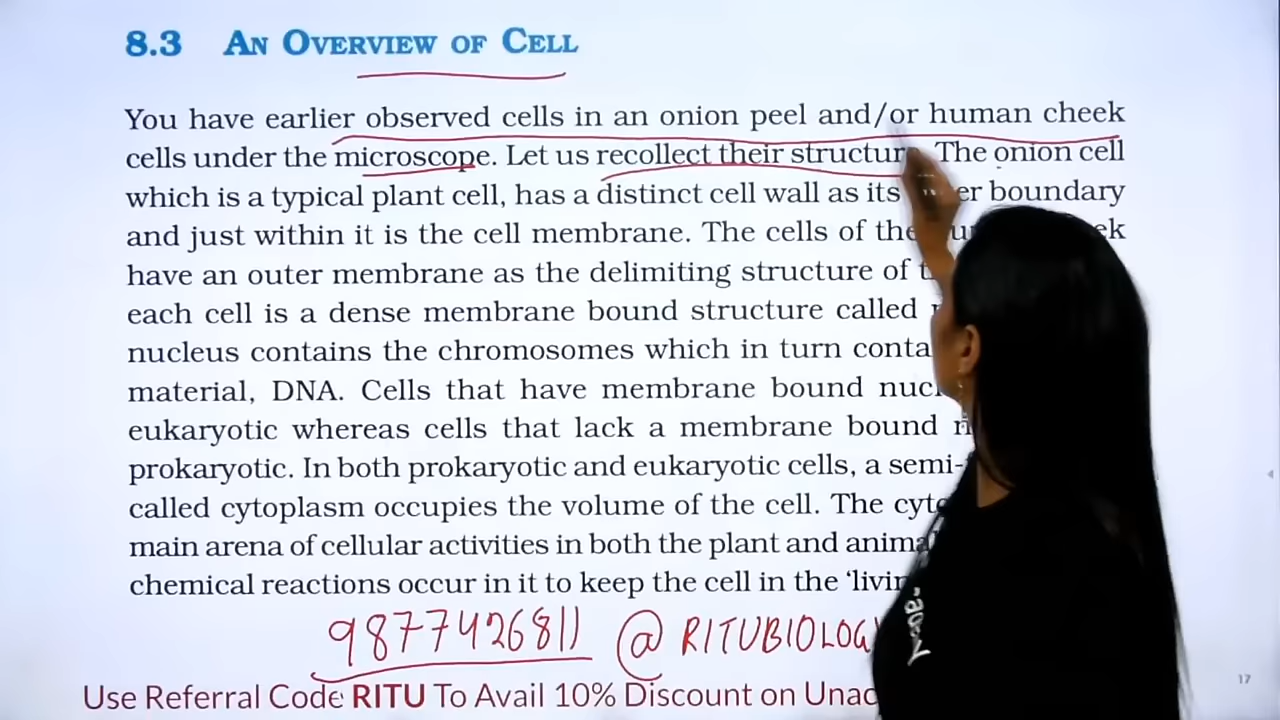 8.3 AN OVERVIEW OF CELL
You have earlier observed cells in an onion peel and/or human cheek
cells under the microscope. Let us recollect their structur The onion cell
which is a typical plant cell, has a distinct cell wall as its er boundary
and just within it is the cell membrane. The cells of the
have an outer membrane as the delimiting structure of
each cell is a dense membrane bound structure called
nucleus contains the chromosomes which in turn conta
material, DNA. Cells that have membrane bound nucl
eukaryotic whereas cells that lack a membrane bound
prokaryotic. In both prokaryotic and eukaryotic cells, a semi-
called cytoplasm occupies the volume of the cell. The cyto
main arena of cellular activities in both the plant and anima
chemical reactions occur in it to keep the cell in the ‘livin
9877426811 @RITUBIOLOGY
Use Referral Code RITU To Avail 10% Discount on Unac
17